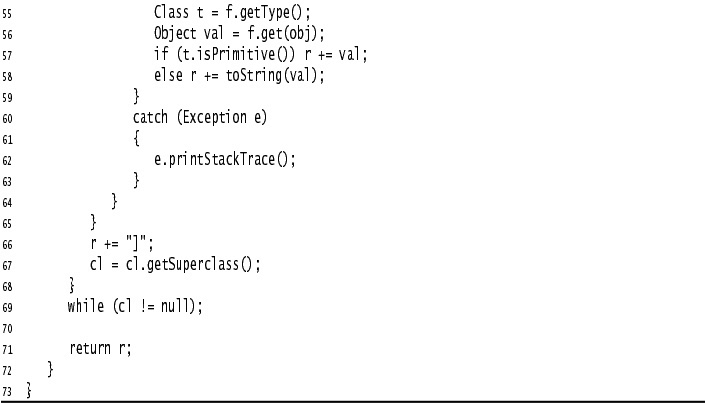 55 Class t = f.getType();
56 Object val = f.get(obj);
57 if (t.isPrimitive()) r += val;
58 else r += toString(val);
59 }
60 catch (Exception e)
61 {
62 e.printStackTrace();
63 }
64 }
65 }
66 r += "]";
67 cl = cl.getSuperclass();
68 }
69 while (cl != null);
70
71 return r;
72 }
73 }